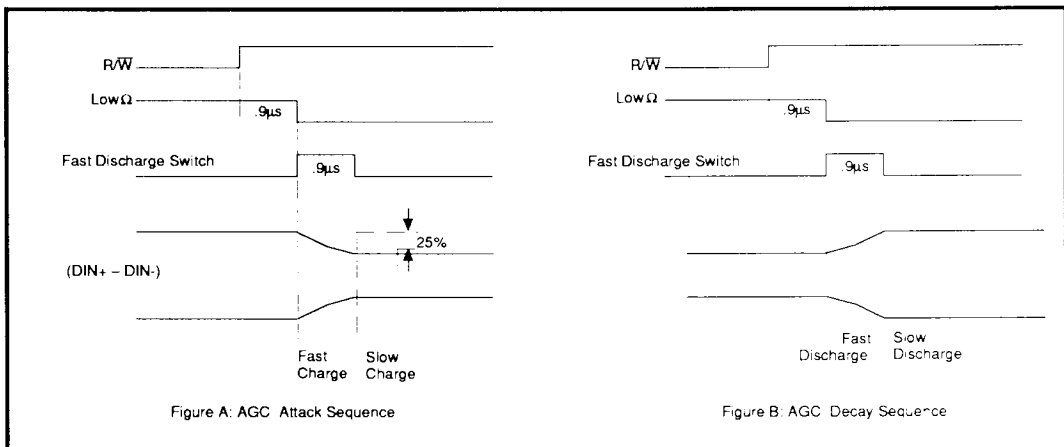 R/W̅
Low Ω
.9µs
Fast Discharge Switch
.9µs
25%
(DIN+ – DIN-)
Fast Charge
Slow Charge
Figure A: AGC Attack Sequence
R/W̅
Low Ω
.9µs
Fast Discharge Switch
.9µs
Fast Discharge
Slow Discharge
Figure B: AGC Decay Sequence